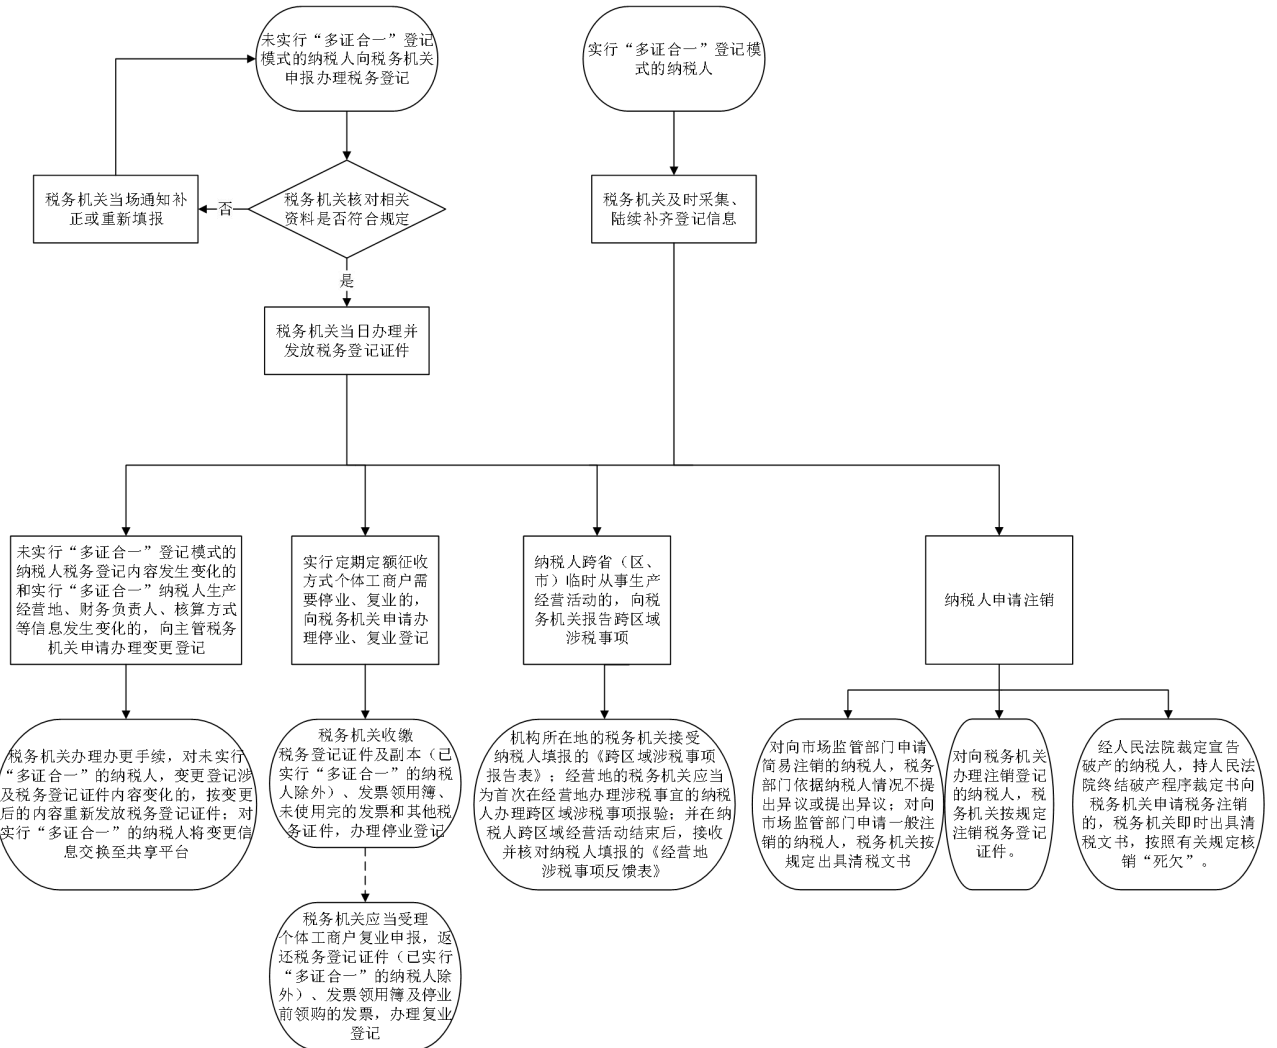 未实行“多证合一”登记
模式的纳税人向税务机关
申报办理税务登记
实行“多证合一”登记模
式的纳税人
税务机关当场通知补
正或重新填报
否
税务机关核对相关
资料是否符合规定
税务机关及时采集、
陆续补齐登记信息
是
税务机关当日办理并
发放税务登记证件
未实行“多证合一”登记模式的
纳税人税务登记内容发生变化的
和实行“多证合一”纳税人生产
经营地、财务负责人、核算方式
等信息发生变化的，向主管税务
机关申请办理变更登记
实行定期定额征收
方式个体工商户需
要停业、复业的，
向税务机关申请办
理停业、复业登记
纳税人跨省（区、
市）临时从事生产
经营活动的，向税
务机关报告跨区域
涉税事项
纳税人申请注销
税务机关办理办更手续，对未实行
“多证合一”的纳税人，变更登记涉
及税务登记证件内容变化的，按变更
后的内容重新发放税务登记证件；对
实行“多证合一”的纳税人将变更信
息交换至共享平台
税务机关收缴
税务登记证件及副本（已
实行“多证合一”的纳税
人除外）、发票领用簿、
未使用完的发票和其他税
务证件，办理停业登记
机构所在地的税务机关接受
纳税人填报的《跨区域涉税事项
报告表》；经营地的税务机关应当
为首次在经营地办理涉税事宜的纳税
人办理跨区域涉税事项报验；并在纳
税人跨区域经营活动结束后，接收
并核对纳税人填报的《经营地
涉税事项反馈表》
对向市场监管部门申请
简易注销的纳税人，税务
部门依据纳税人情况不提
出异议或提出异议；对向
市场监管部门申请一般注
销的纳税人，税务机关按
规定出具清税文书
对向税务机关
办理注销登记
的纳税人，税
务机关按规定
注销税务登记
证件。
经人民法院裁定宣告
破产的纳税人，持人民法
院终结破产程序裁定书向
税务机关申请税务注销
的，税务机关即时出具清
税文书，按照有关规定核
销“死欠”。
税务机关应当受理
个体工商户复业申报，返
还税务登记证件（已实行
“多证合一”的纳税人除
外）、发票领用簿及停业
前领购的发票，办理复业
登记